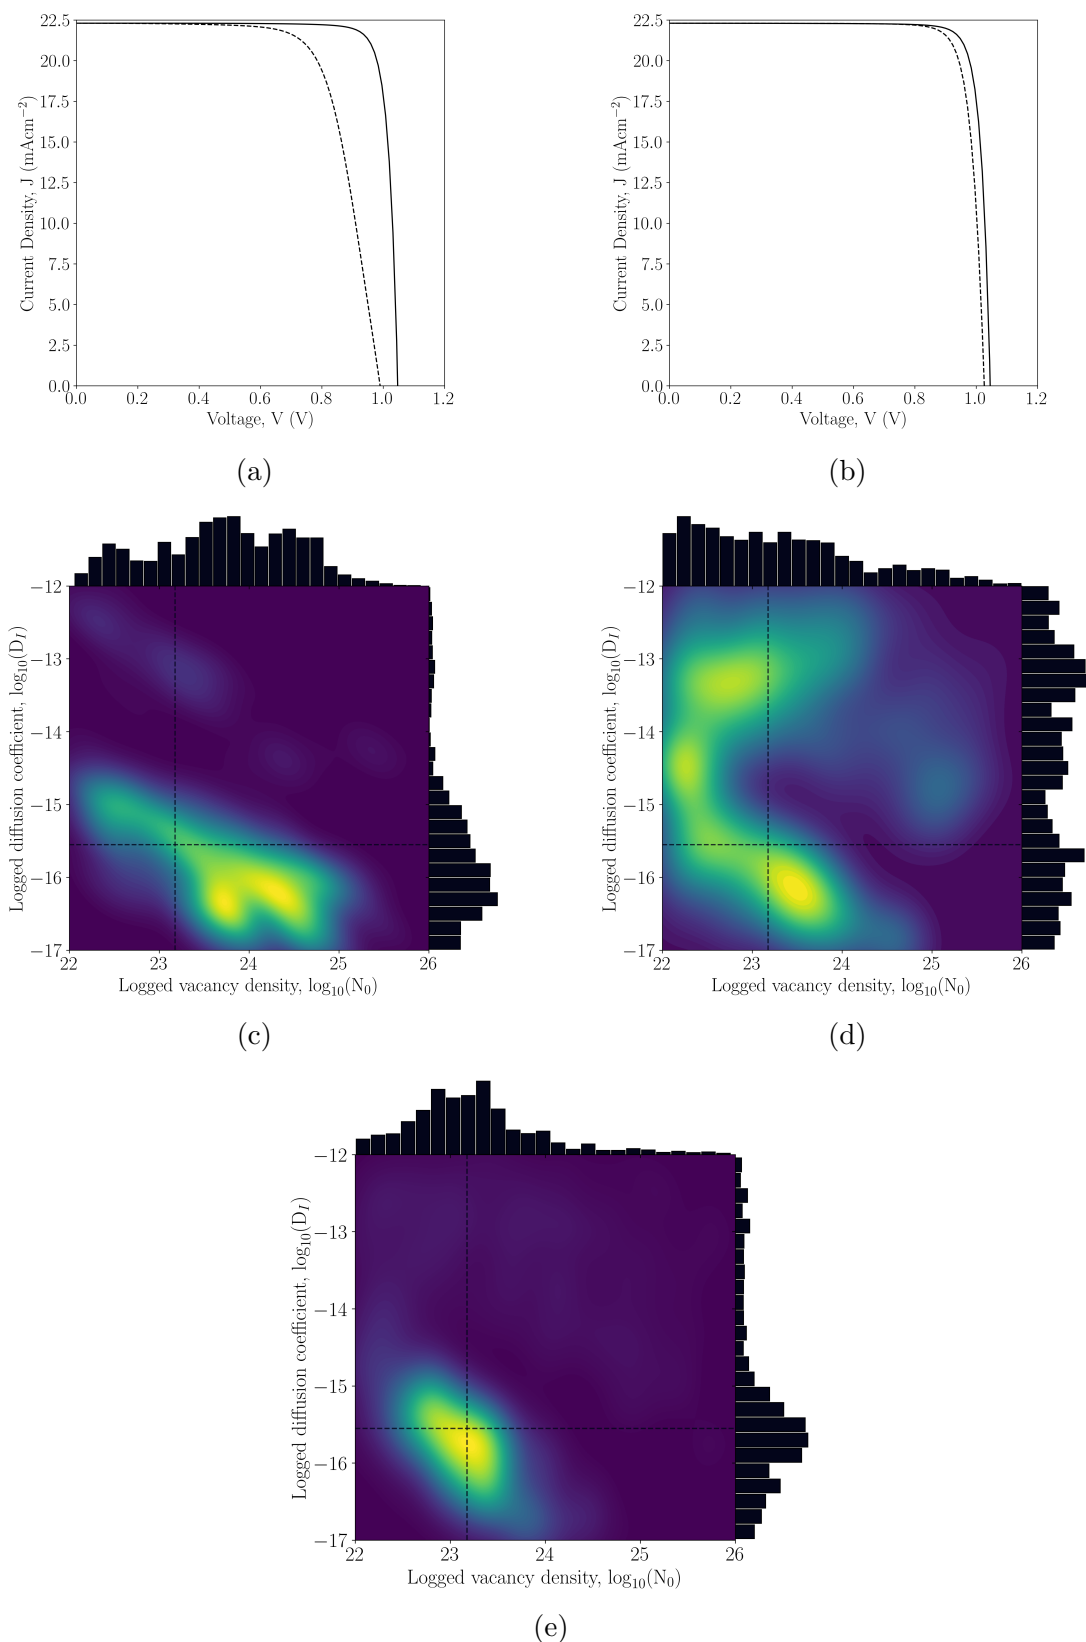 22.5
20.0
17.5
15.0
12.5
10.0
7.5
5.0
2.5
0.0
0.0 0.2 0.4 0.6 0.8 1.0 1.2
Current Density, J (mAcm⁻²)
Voltage, V (V)
(a)
22.5
20.0
17.5
15.0
12.5
10.0
7.5
5.0
2.5
0.0
0.0 0.2 0.4 0.6 0.8 1.0 1.2
Current Density, J (mAcm⁻²)
Voltage, V (V)
(b)
−12
−13
−14
−15
−16
−17
22 23 24 25 26
Logged diffusion coefficient, log₁₀(D_I)
Logged vacancy density, log₁₀(N₀)
(c)
−12
−13
−14
−15
−16
−17
22 23 24 25 26
Logged diffusion coefficient, log₁₀(D_I)
Logged vacancy density, log₁₀(N₀)
(d)
−12
−13
−14
−15
−16
−17
22 23 24 25 26
Logged diffusion coefficient, log₁₀(D_I)
Logged vacancy density, log₁₀(N₀)
(e)